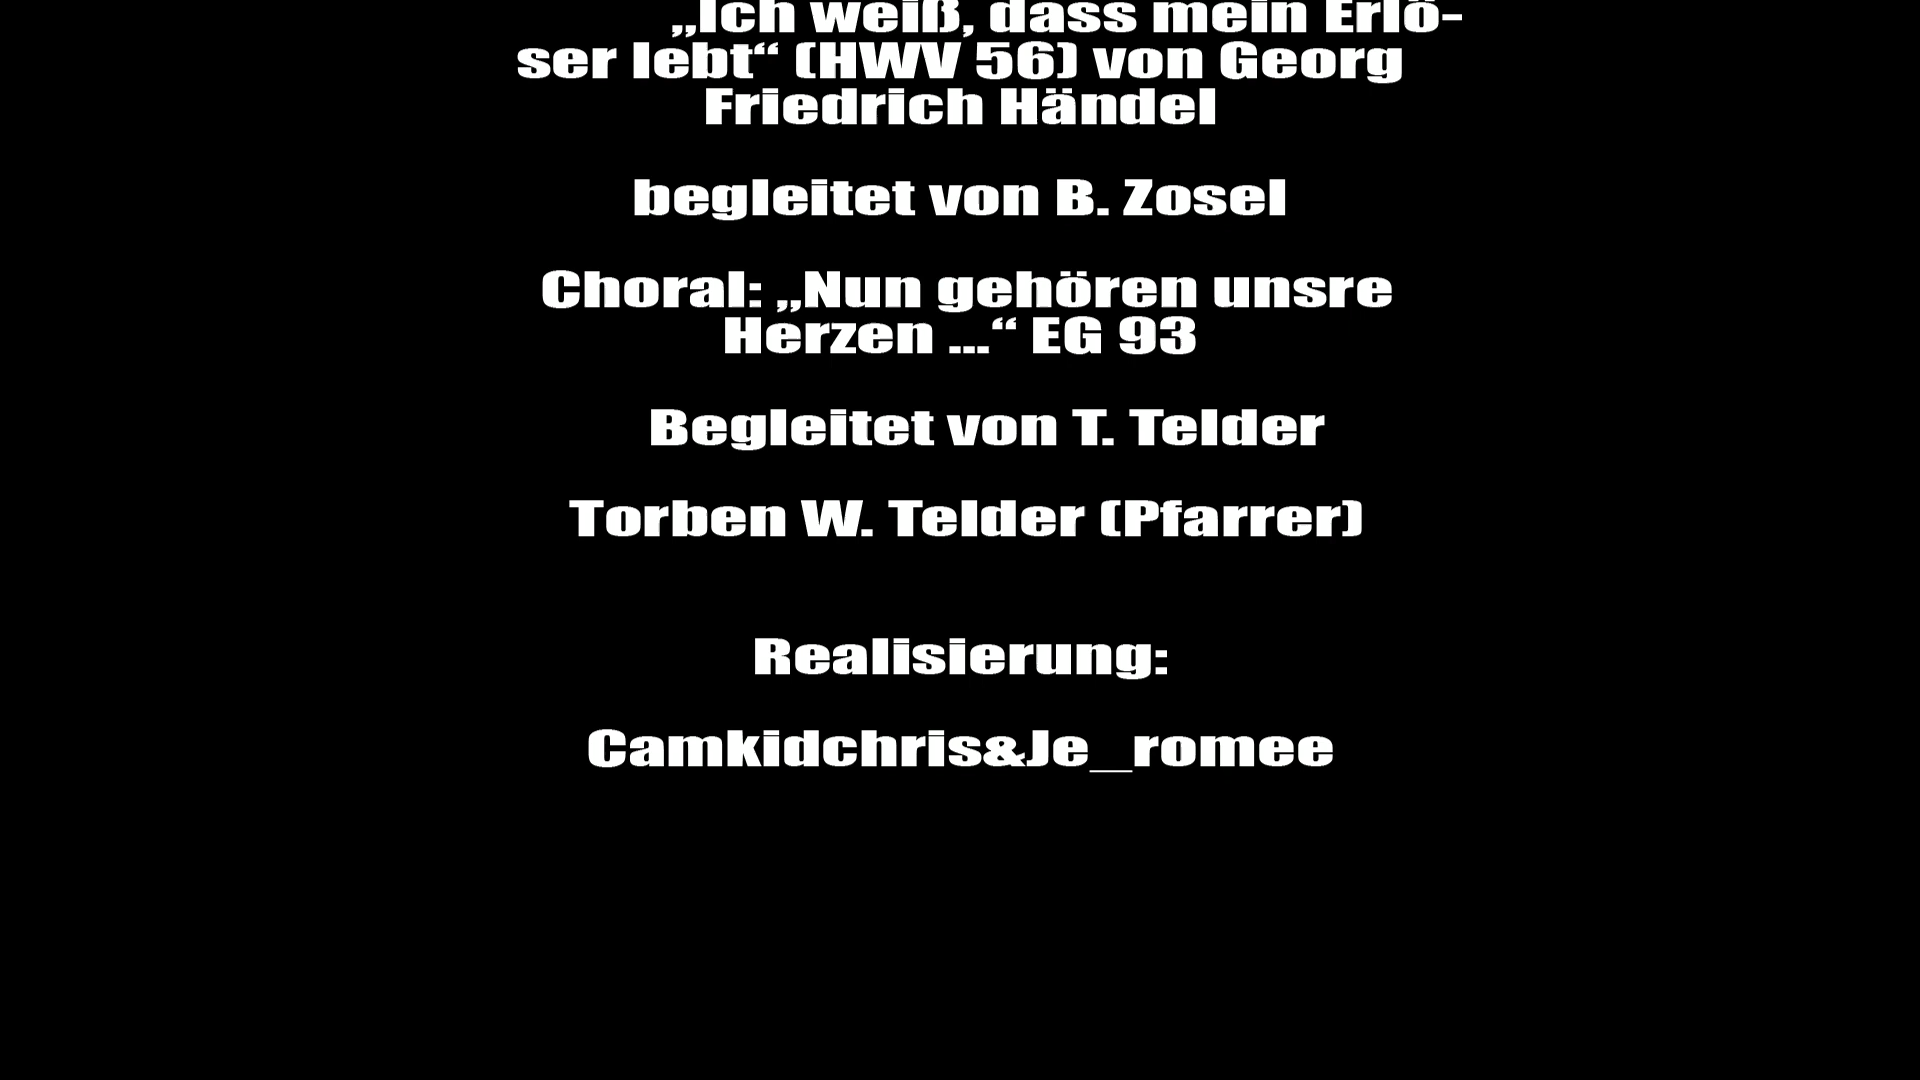 „Ich weiß, dass mein Erlö-
ser lebt“ (HWV 56) von Georg
Friedrich Händel
begleitet von B. Zosel
Choral: „Nun gehören unsre
Herzen ...“ EG 93
Begleitet von T. Telder
Torben W. Telder (Pfarrer)
Realisierung:
Camkidchris&Je_romee